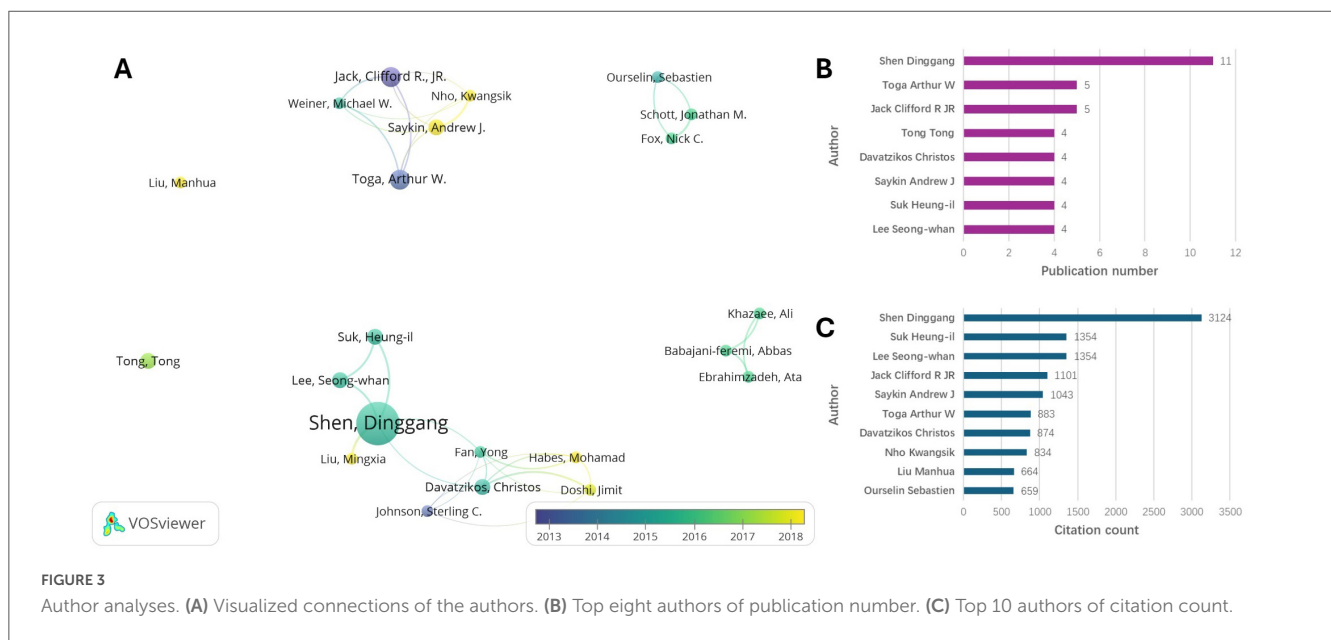 A
Jack, Clifford R., JR.
Weiner, Michael W.
Nho, Kwangsik
Saykin, Andrew J.
Toga, Arthur W.
Ourselin, Sebastien
Schott, Jonathan M.
Fox, Nick C.
Liu, Manhua
Tong, Tong
Suk, Heung-il
Lee, Seong-whan
Shen, Dinggang
Liu, Mingxia
Fan, Yong
Habes, Mohamad
Davatzikos, Christos
Doshi, Jimit
Johnson, Sterling C.
Khazaee, Ali
Babajani-feremi, Abbas
Ebrahimzadeh, Ata
VOSviewer
2013 2014 2015 2016 2017 2018
B
Author
Shen Dinggang 11
Toga Arthur W 5
Jack Clifford R JR 5
Tong Tong 4
Davatzikos Christos 4
Saykin Andrew J 4
Suk Heung-il 4
Lee Seong-whan 4
0 2 4 6 8 10 12
Publication number
C
Author
Shen Dinggang 3124
Suk Heung-il 1354
Lee Seong-whan 1354
Jack Clifford R JR 1101
Saykin Andrew J 1043
Toga Arthur W 883
Davatzikos Christos 874
Nho Kwangsik 834
Liu Manhua 664
Ourselin Sebastien 659
0 500 1000 1500 2000 2500 3000 3500
Citation count
FIGURE 3
Author analyses. (A) Visualized connections of the authors. (B) Top eight authors of publication number. (C) Top 10 authors of citation count.